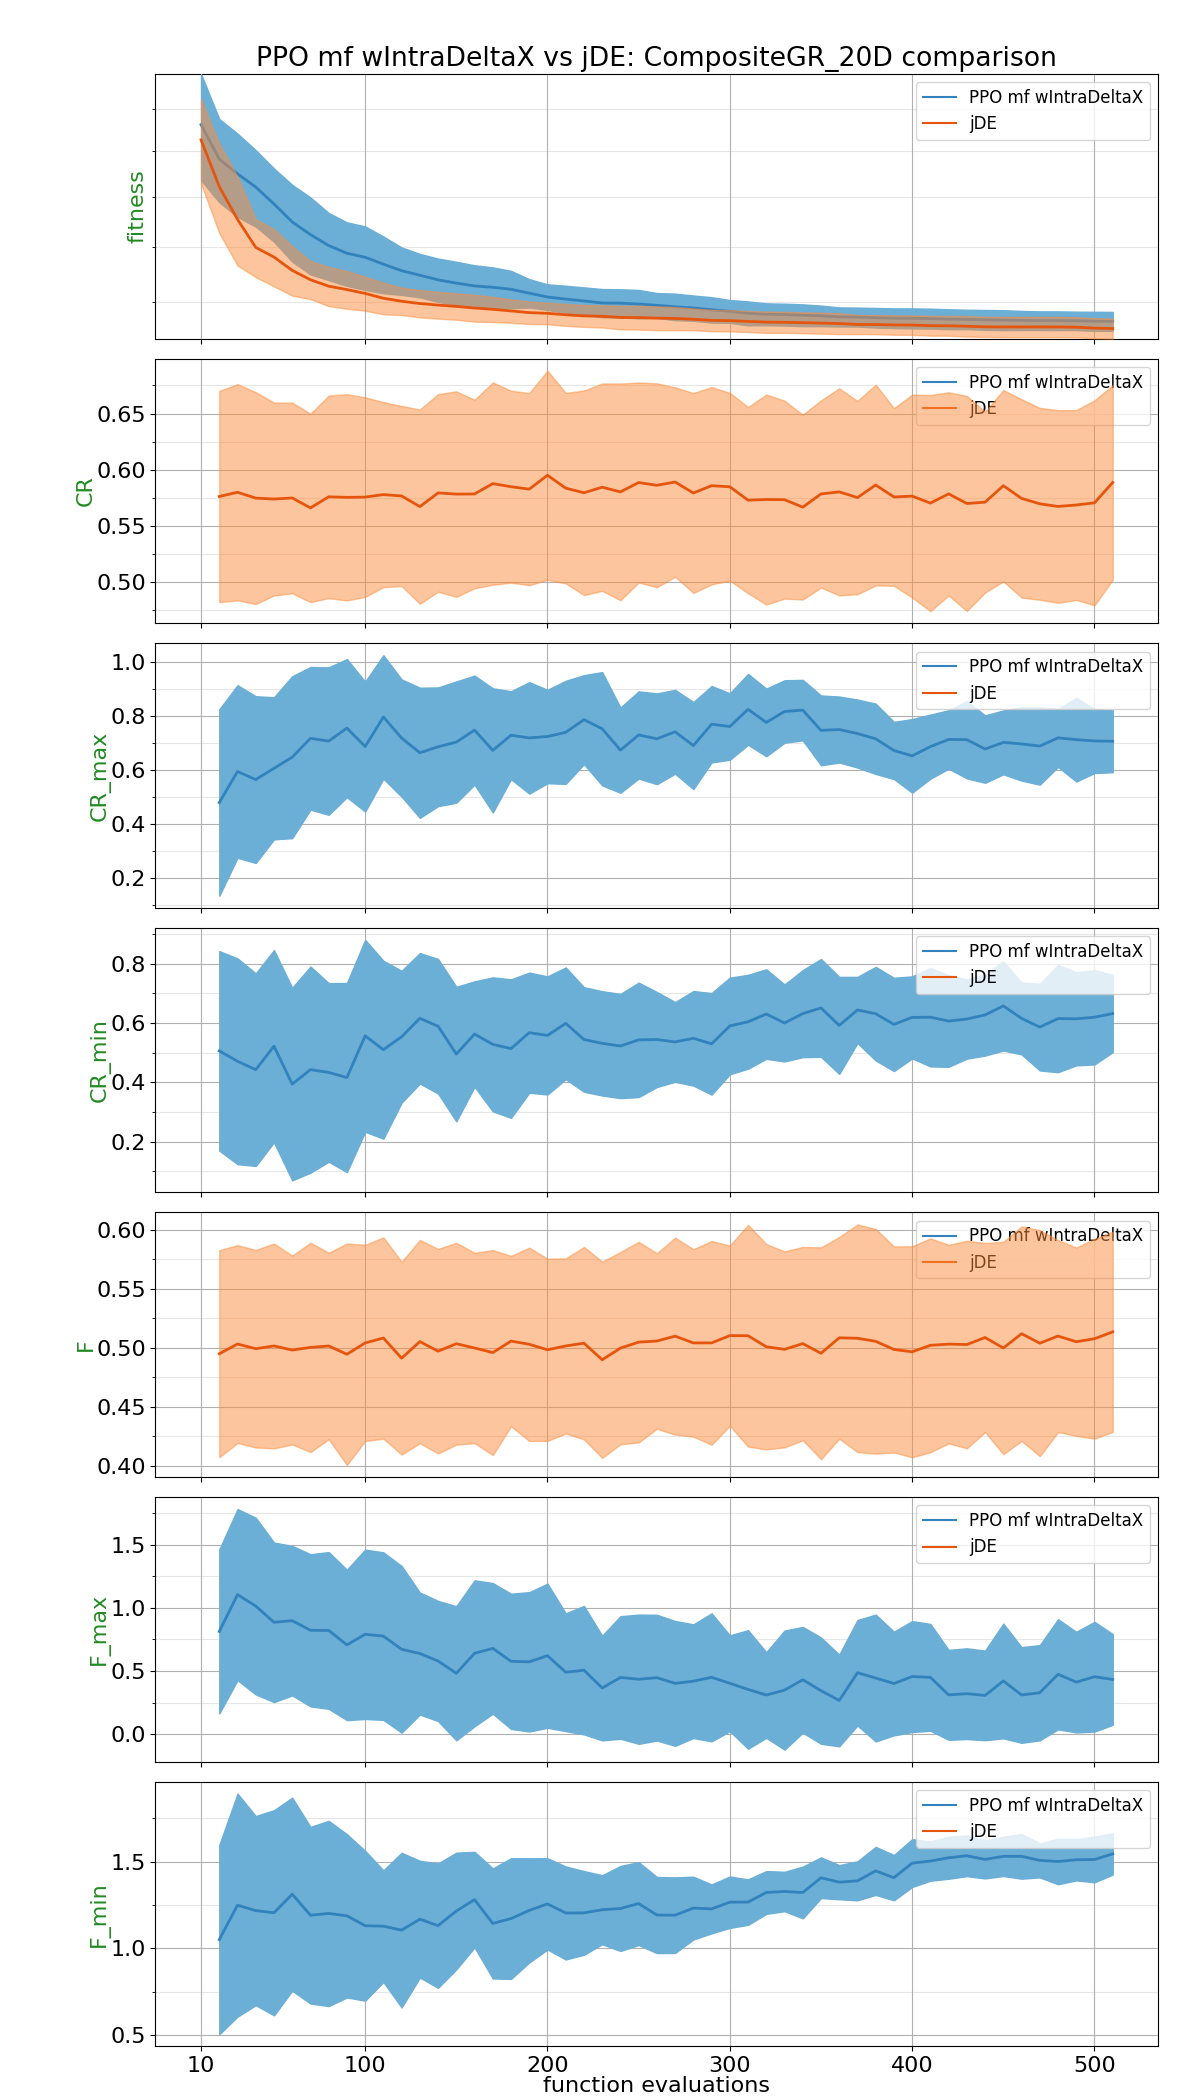 PPO mf wIntraDeltaX vs jDE: CompositeGR_20D comparison
fitness
PPO mf wIntraDeltaX
jDE
CR
0.65
0.60
0.55
0.50
PPO mf wIntraDeltaX
jDE
CR_max
1.0
0.8
0.6
0.4
0.2
PPO mf wIntraDeltaX
jDE
CR_min
0.8
0.6
0.4
0.2
PPO mf wIntraDeltaX
jDE
F
0.60
0.55
0.50
0.45
0.40
PPO mf wIntraDeltaX
jDE
F_max
1.5
1.0
0.5
0.0
PPO mf wIntraDeltaX
jDE
F_min
1.5
1.0
0.5
PPO mf wIntraDeltaX
jDE
10 100 200 300 400 500
function evaluations